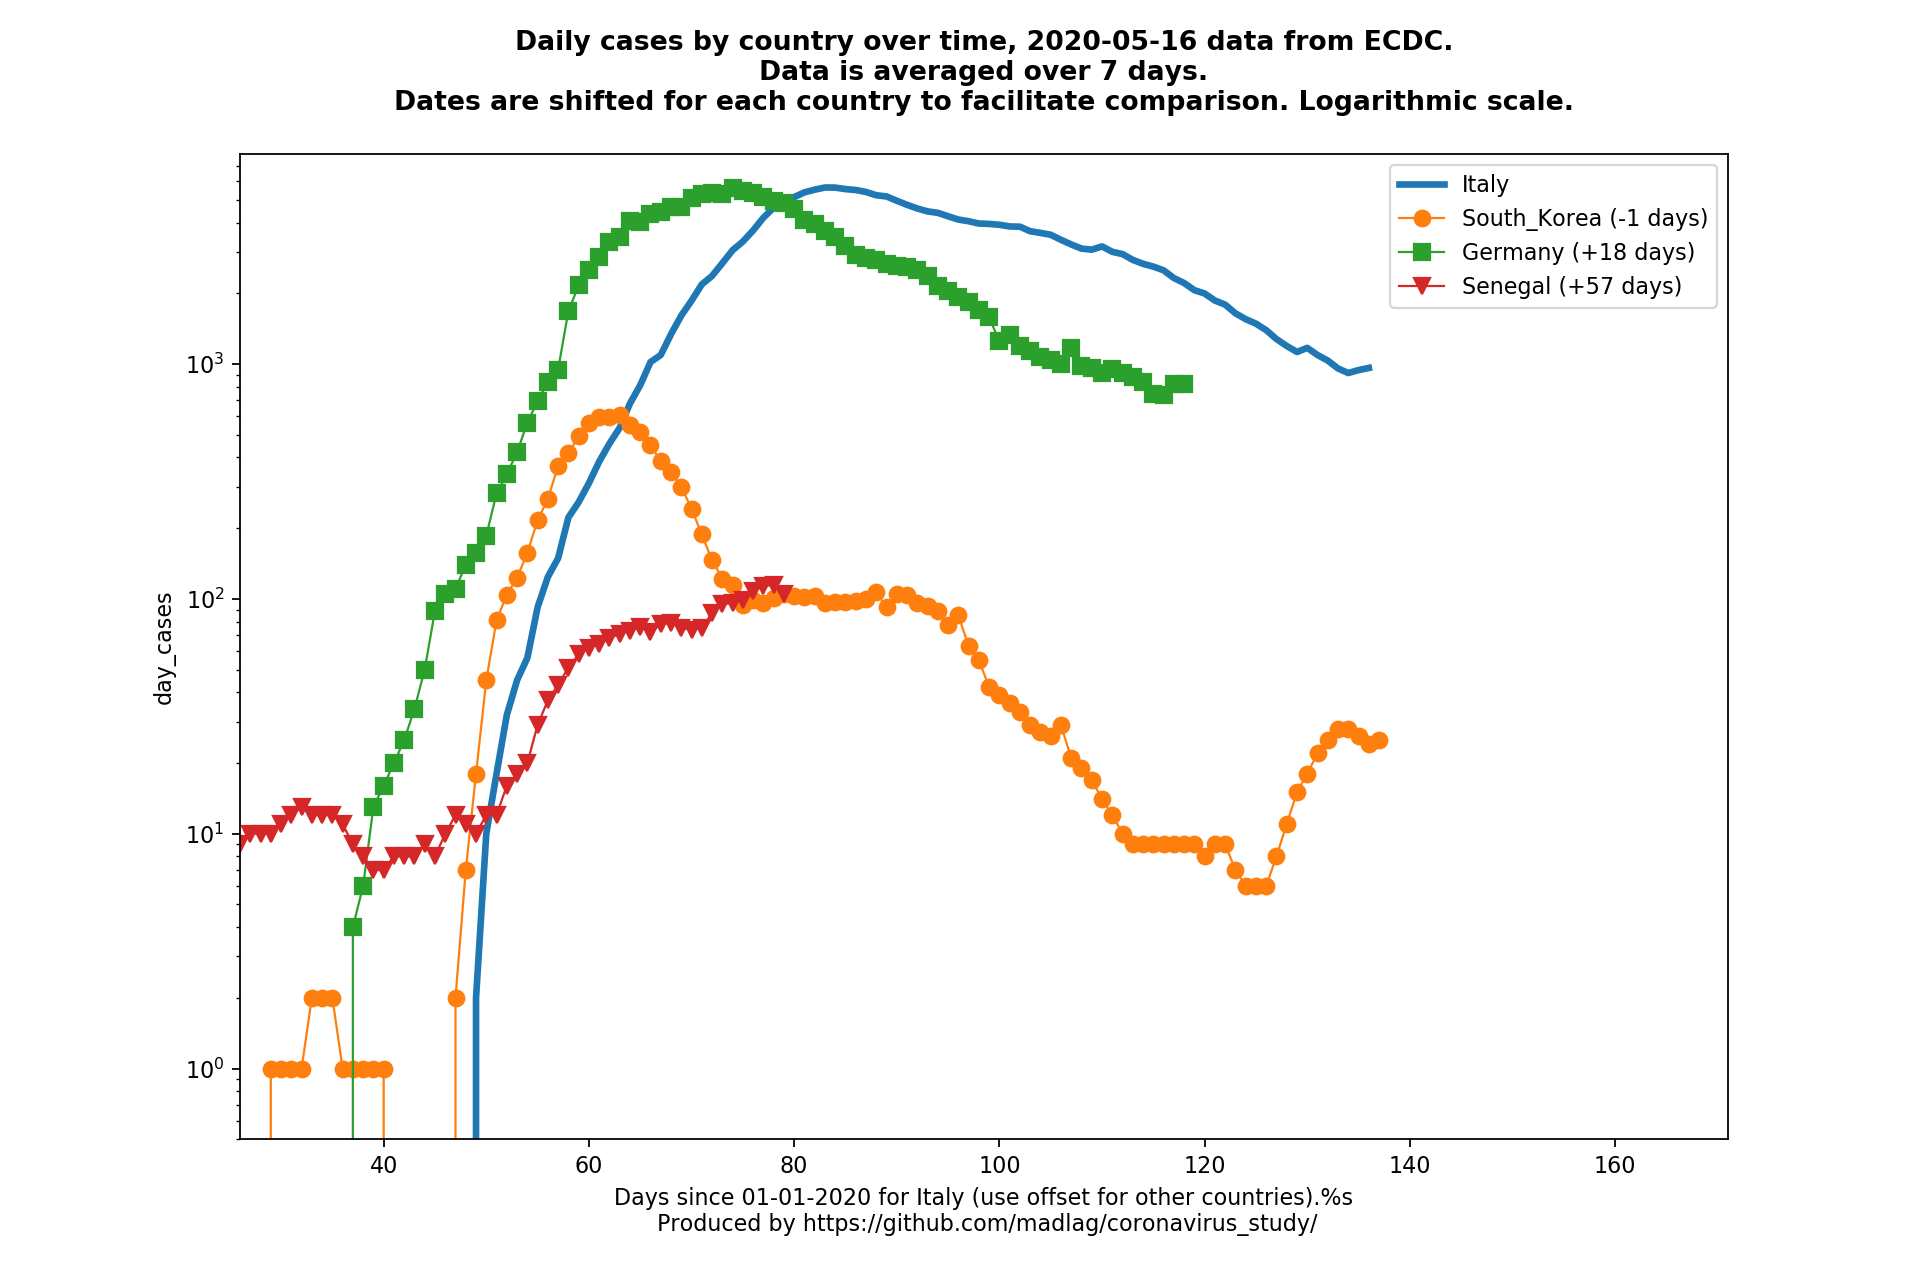 Daily cases by country over time, 2020-05-16 data from ECDC.
Data is averaged over 7 days.
Dates are shifted for each country to facilitate comparison. Logarithmic scale.
Italy
South_Korea (-1 days)
Germany (+18 days)
Senegal (+57 days)
day_cases
10³
10²
10¹
10⁰
40 60 80 100 120 140 160
Days since 01-01-2020 for Italy (use offset for other countries).%s
Produced by https://github.com/madlag/coronavirus_study/